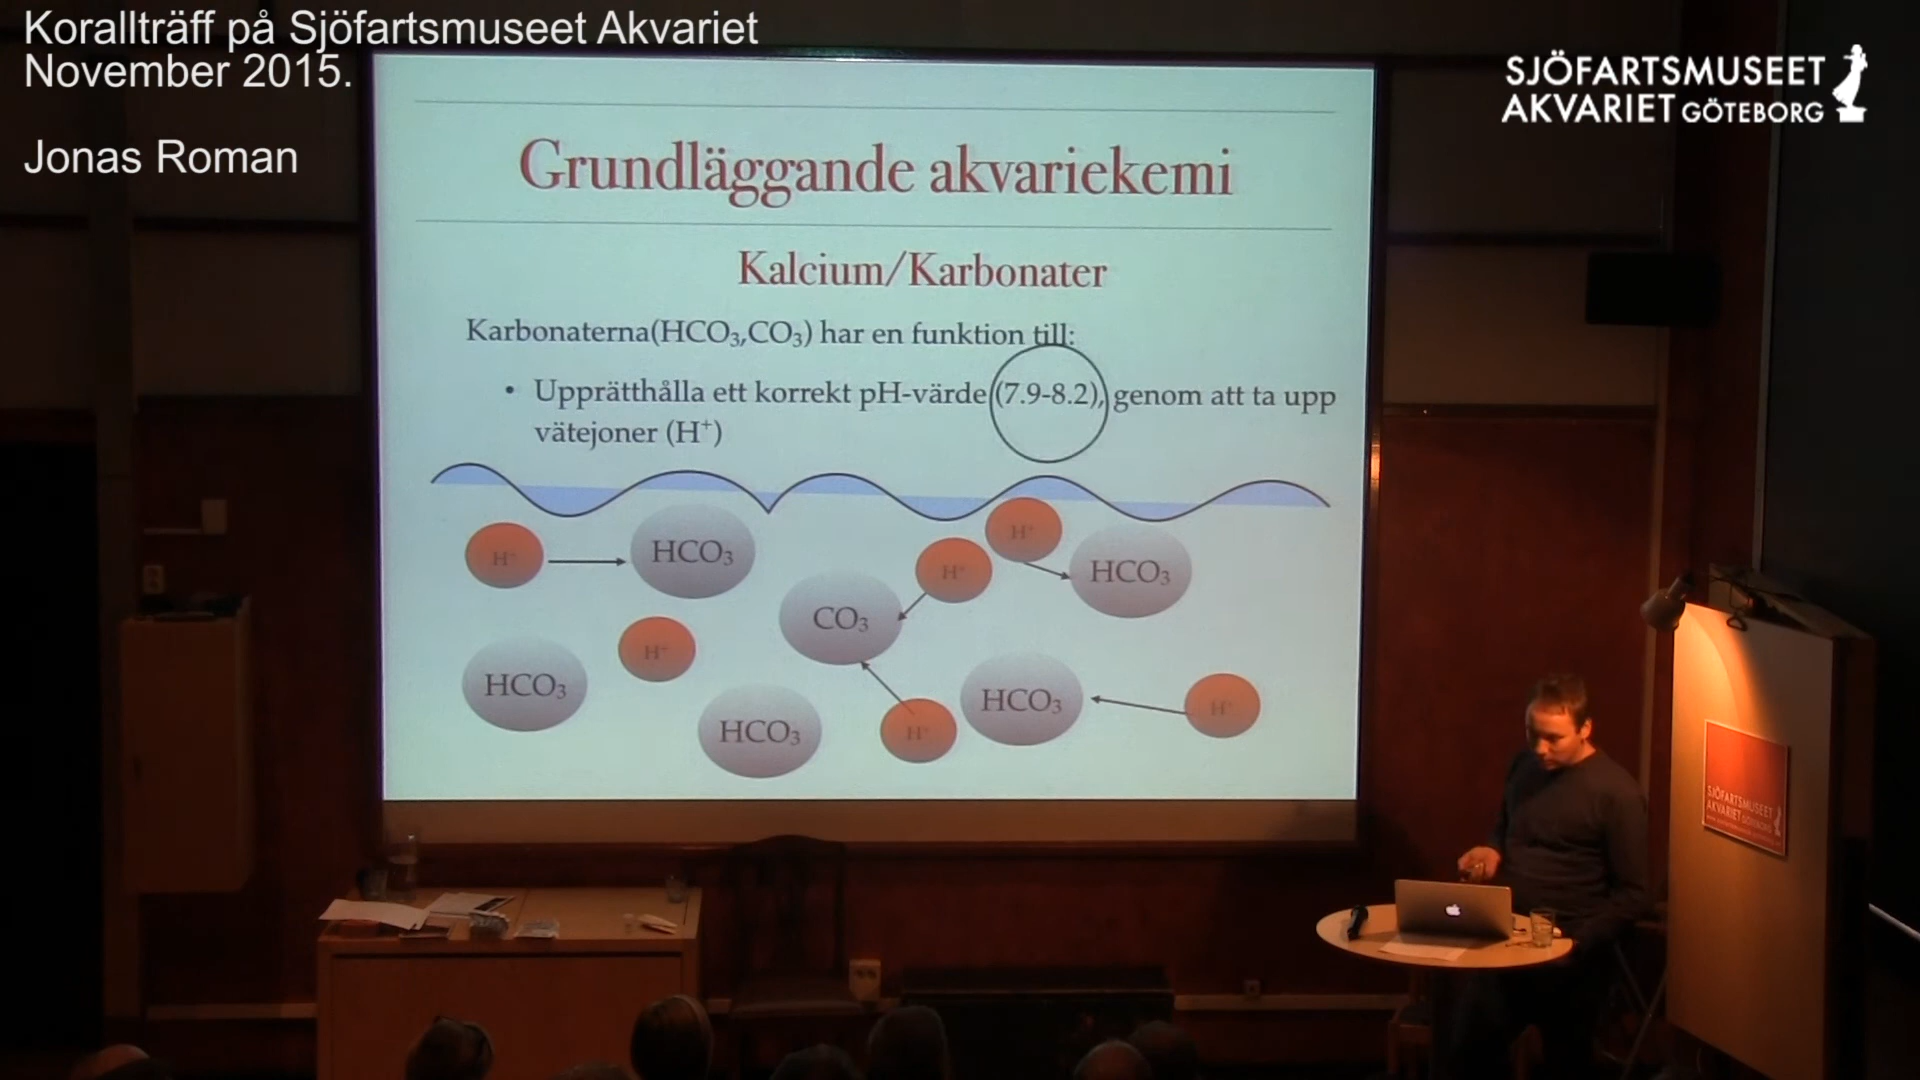 Korallträff på Sjöfartsmuseet Akvariet
November 2015.
Jonas Roman
SJÖFARTSMUSEET
AKVARIET GÖTEBORG
Grundläggande akvariekemi
Kalcium/Karbonater
Karbonaterna(HCO₃,CO₃) har en funktion till:
• Upprätthålla ett korrekt pH-värde (7.9-8.2), genom att ta upp
vätejoner (H⁺)
H⁺
HCO₃
H⁺
H⁺
HCO₃
CO₃
H⁺
HCO₃
HCO₃
H⁺
HCO₃
H⁺
SJÖFARTSMUSEET
AKVARIET GÖTEBORG